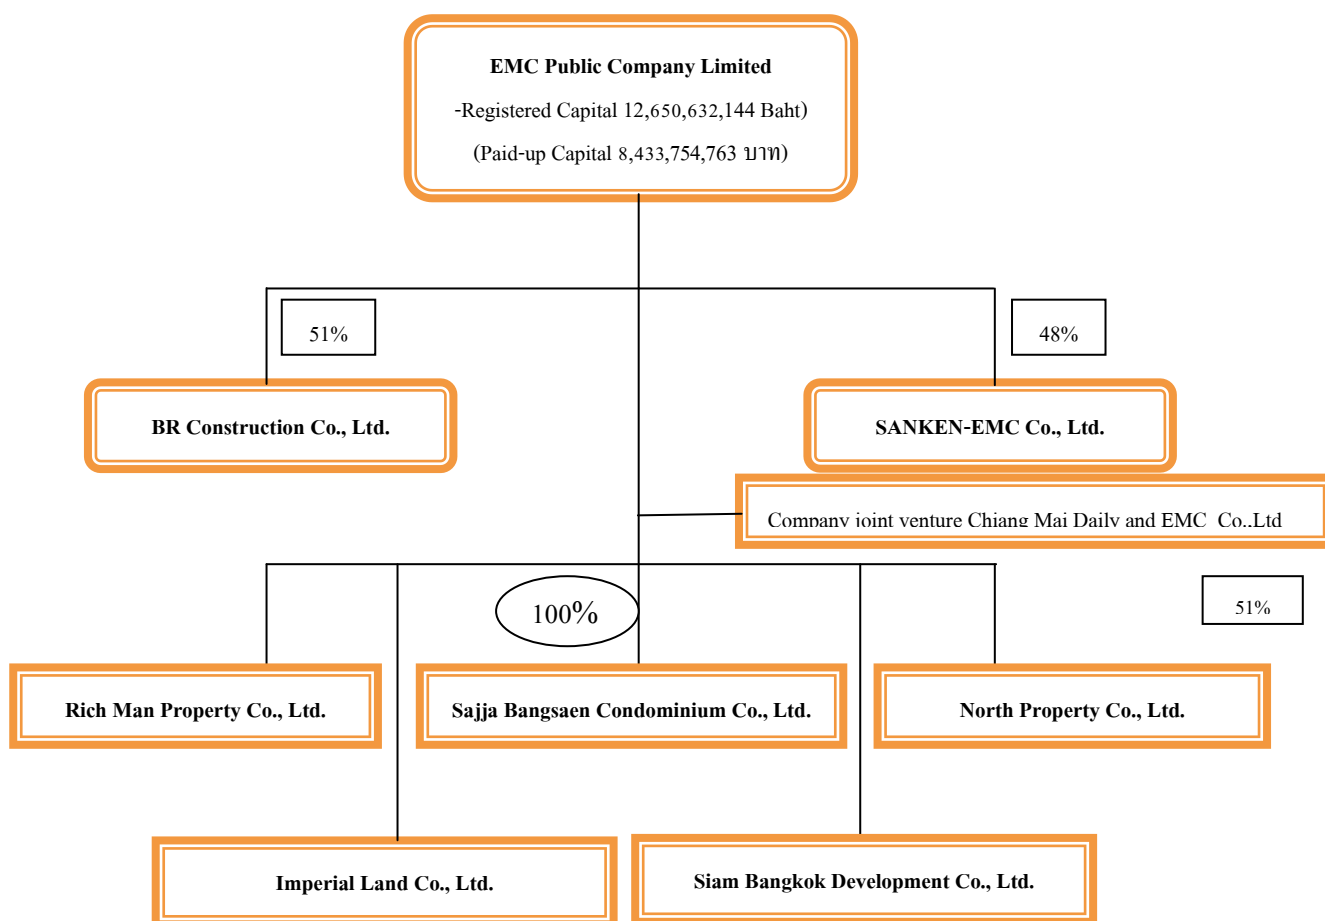 EMC Public Company Limited
-Registered Capital 12,650,632,144 Baht)
(Paid-up Capital 8,433,754,763 บาท)
51%
48%
BR Construction Co., Ltd.
SANKEN-EMC Co., Ltd.
Company joint venture Chiang Mai Daily and EMC Co.,Ltd
100%
51%
Rich Man Property Co., Ltd.
Sajja Bangsaen Condominium Co., Ltd.
North Property Co., Ltd.
Imperial Land Co., Ltd.
Siam Bangkok Development Co., Ltd.